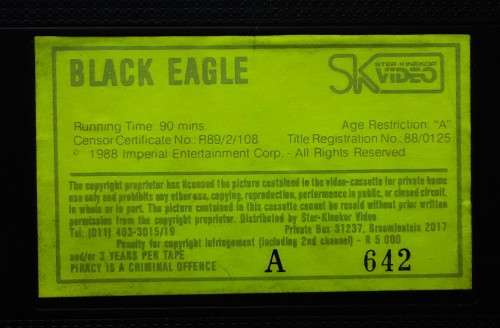 BLACK EAGLE
SK STER-KINEKOR VIDEO
Running Time: 90 mins.
Age Restriction: "A"
Censor Certificate No.: R89/2/108
Title Registration No.: 88/0125
© 1988 Imperial Entertainment Corp. - All Rights Reserved
The copyright proprietor has licensed the picture contained in the video-cassette for private home
use only and prohibits any other use, copying, reproduction, performance in public, or closed circuit,
in whole or in part. The picture contained in this cassette cannot be resold without prior written
permission from the copyright proprietor. Distributed by Ster-Kinekor Video
Tel: (011) 403-3015/19
Private Box 31237, Braamfontein 2017
Penalty for copyright infringement (including 2nd channel) - R 5 000
and/or 3 YEARS PER TAPE
PIRACY IS A CRIMINAL OFFENCE
A 642